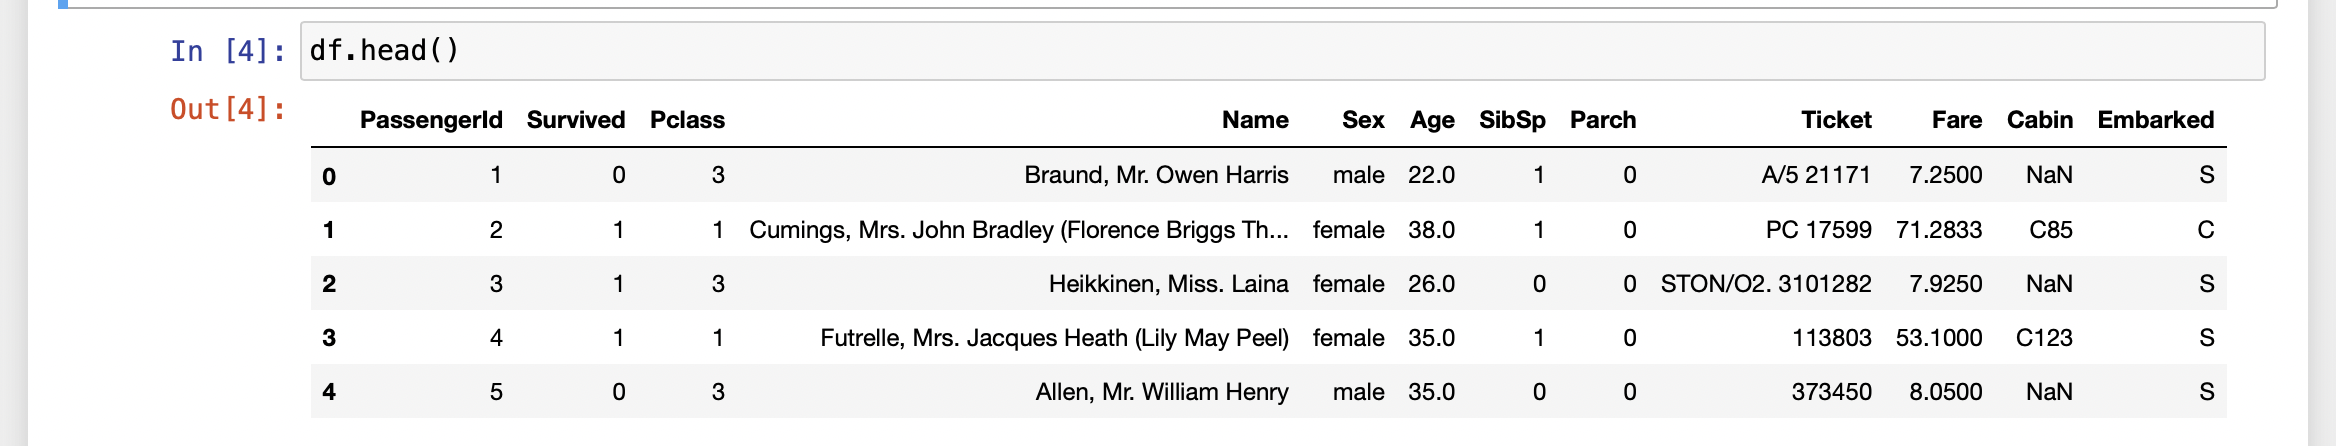 In [4]: df.head()
Out[4]:
PassengerId Survived Pclass Name Sex Age SibSp Parch Ticket Fare Cabin Embarked
0 1 0 3 Braund, Mr. Owen Harris male 22.0 1 0 A/5 21171 7.2500 NaN S
1 2 1 1 Cumings, Mrs. John Bradley (Florence Briggs Th... female 38.0 1 0 PC 17599 71.2833 C85 C
2 3 1 3 Heikkinen, Miss. Laina female 26.0 0 0 STON/O2. 3101282 7.9250 NaN S
3 4 1 1 Futrelle, Mrs. Jacques Heath (Lily May Peel) female 35.0 1 0 113803 53.1000 C123 S
4 5 0 3 Allen, Mr. William Henry male 35.0 0 0 373450 8.0500 NaN S